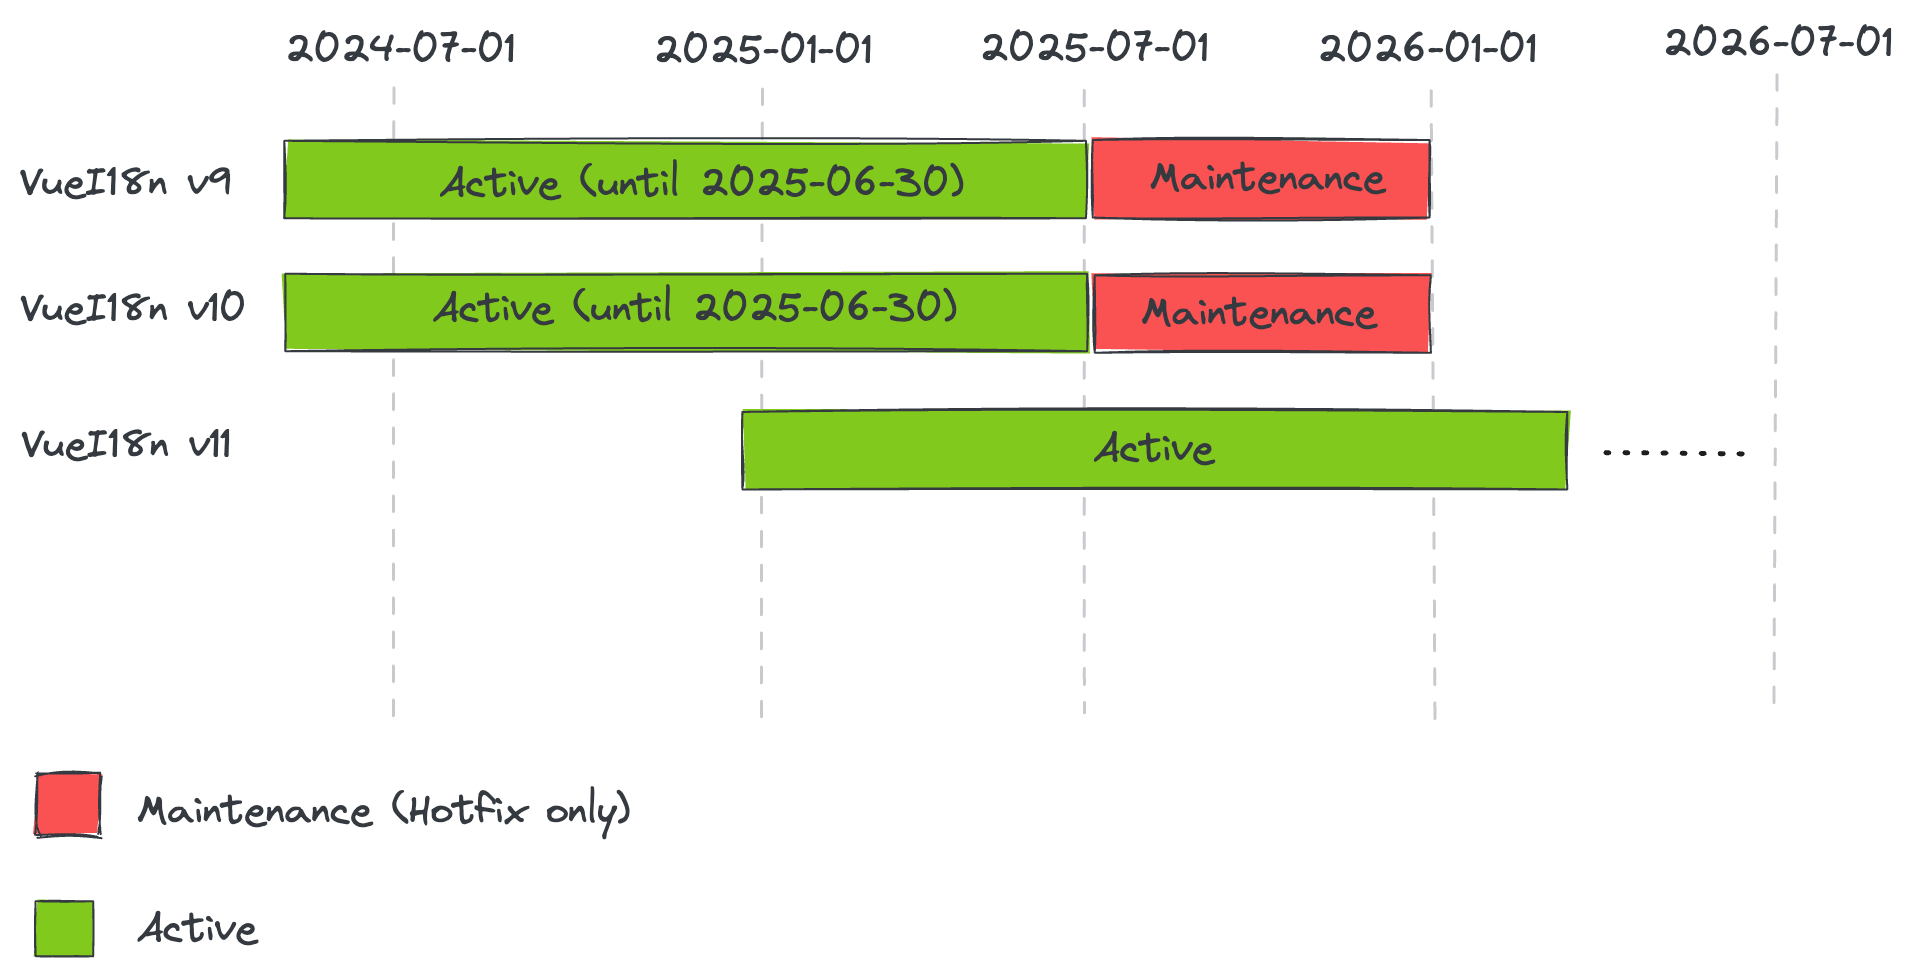 2024-07-01 2025-01-01 2025-07-01 2026-01-01 2026-07-01
VueI18n v9 Active (until 2025-06-30) Maintenance
VueI18n v10 Active (until 2025-06-30) Maintenance
VueI18n v11 Active
Maintenance (Hotfix only)
Active